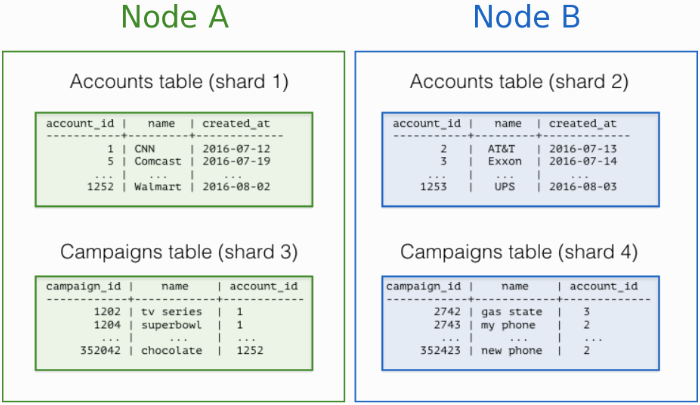 Node A
Accounts table (shard 1)
account_id | name | created_at
------------+----------+--------------
1 | CNN | 2016-07-12
5 | Comcast | 2016-07-19
... | ... | ...
1252 | Walmart | 2016-08-02
Campaigns table (shard 3)
campaign_id | name | account_id
-------------+------------+-------------
1202 | tv series | 1
1204 | superbowl | 1
... | ... | ...
352042 | chocolate | 1252
Node B
Accounts table (shard 2)
account_id | name | created_at
------------+----------+--------------
2 | AT&T | 2016-07-13
3 | Exxon | 2016-07-14
... | ... | ...
1253 | UPS | 2016-08-03
Campaigns table (shard 4)
campaign_id | name | account_id
-------------+------------+-------------
2742 | gas state | 3
2743 | my phone | 2
... | ... | ...
352423 | new phone | 2